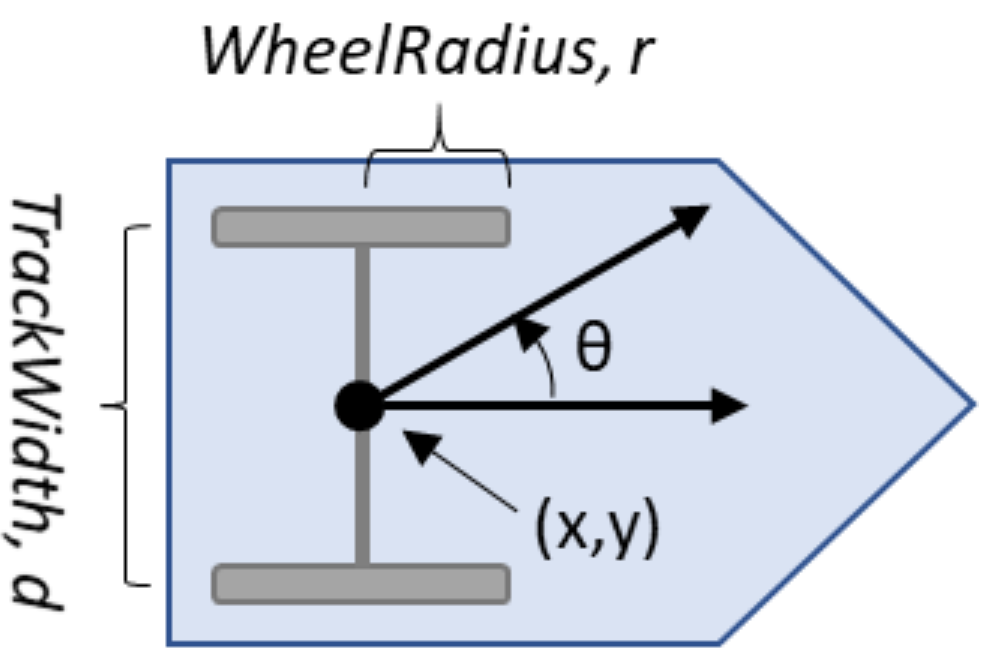 WheelRadius, r
TrackWidth, d
θ
(x,y)